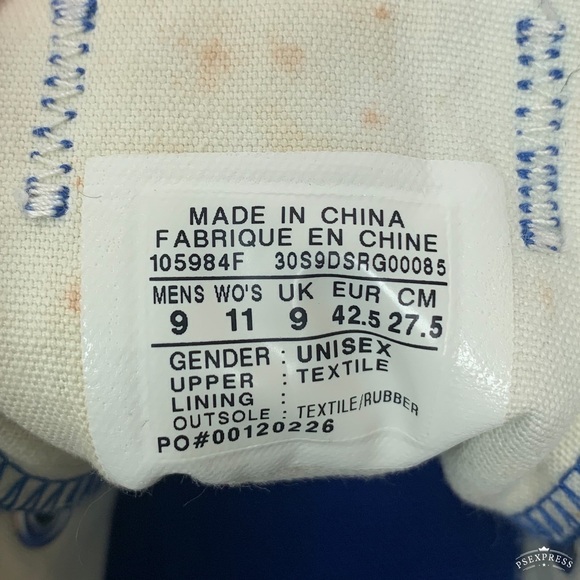 MADE IN CHINA
FABRIQUE EN CHINE
105984F 30S9DSRG00085
MENS WO'S UK EUR CM
9 11 9 42.5 27.5
GENDER : UNISEX
UPPER : TEXTILE
LINING :
OUTSOLE : TEXTILE/RUBBER
PO#00120226
PSEXPRESS